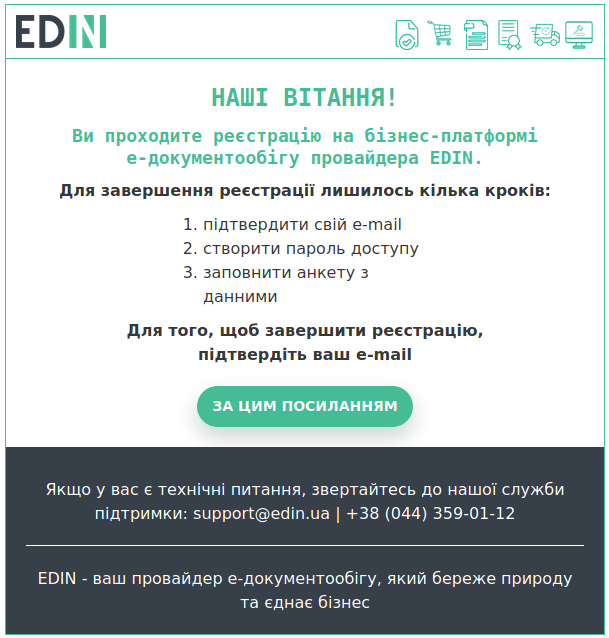 EDIN
НАШІ ВІТАННЯ!
Ви проходите реєстрацію на бізнес-платформі
е-документообігу провайдера EDIN.
Для завершення реєстрації лишилось кілька кроків:
1. підтвердити свій e-mail
2. створити пароль доступу
3. заповнити анкету з
данними
Для того, щоб завершити реєстрацію,
підтвердіть ваш e-mail
ЗА ЦИМ ПОСИЛАННЯМ
Якщо у вас є технічні питання, звертайтесь до нашої служби
підтримки: support@edin.ua | +38 (044) 359-01-12
EDIN - ваш провайдер е-документообігу, який береже природу
та єднає бізнес